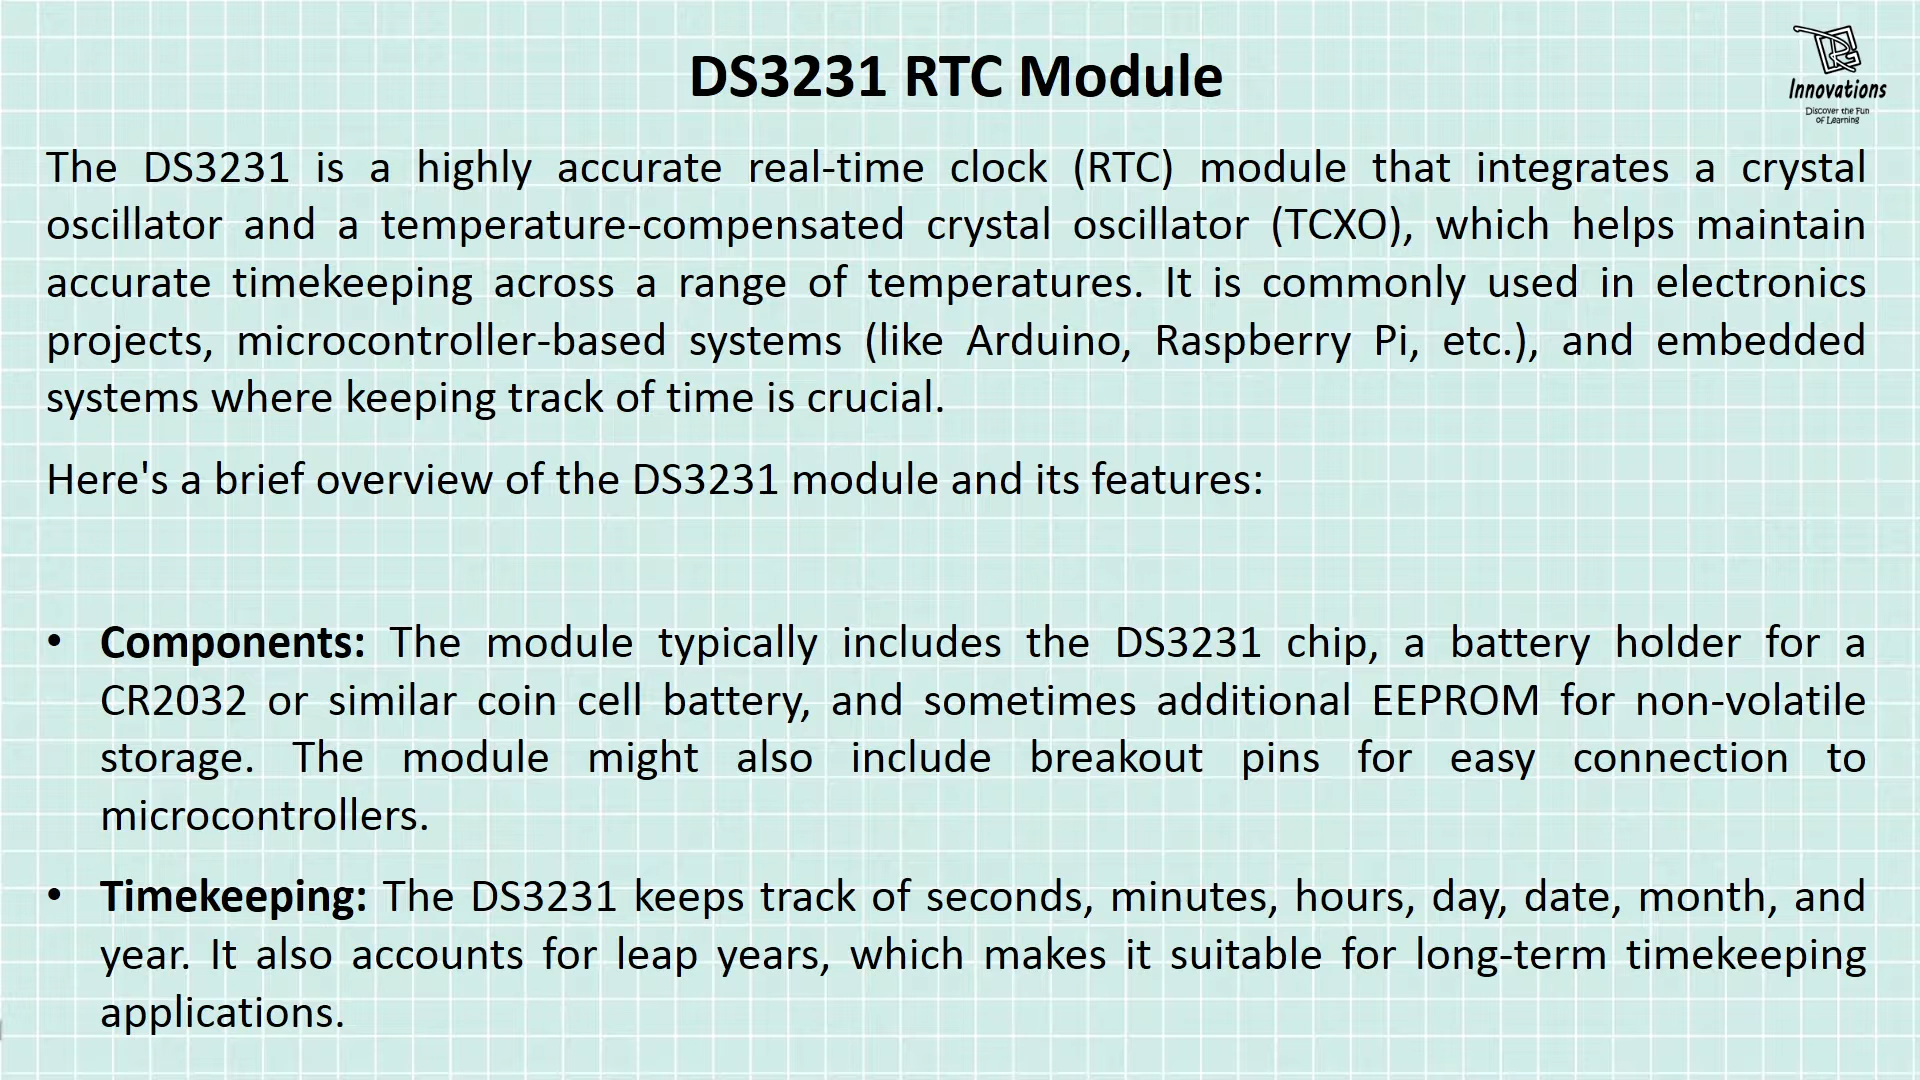 DS3231 RTC Module
Innovations
Discover the Fun
of Learning
The DS3231 is a highly accurate real-time clock (RTC) module that integrates a crystal
oscillator and a temperature-compensated crystal oscillator (TCXO), which helps maintain
accurate timekeeping across a range of temperatures. It is commonly used in electronics
projects, microcontroller-based systems (like Arduino, Raspberry Pi, etc.), and embedded
systems where keeping track of time is crucial.
Here's a brief overview of the DS3231 module and its features:
• Components: The module typically includes the DS3231 chip, a battery holder for a
CR2032 or similar coin cell battery, and sometimes additional EEPROM for non-volatile
storage. The module might also include breakout pins for easy connection to
microcontrollers.
• Timekeeping: The DS3231 keeps track of seconds, minutes, hours, day, date, month, and
year. It also accounts for leap years, which makes it suitable for long-term timekeeping
applications.